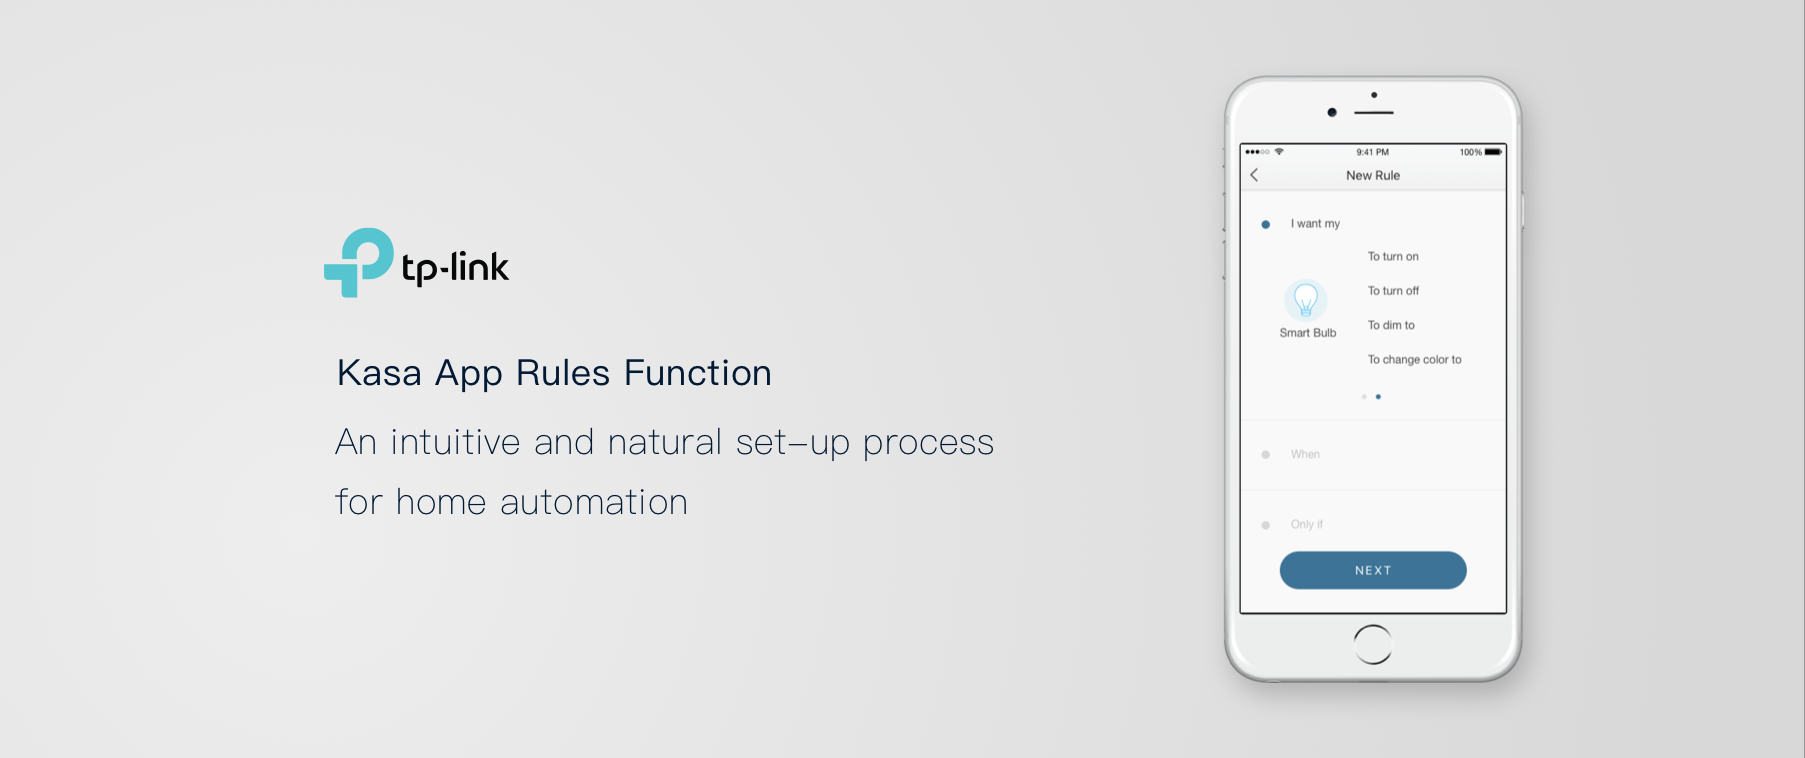 tp-link
Kasa App Rules Function
An intuitive and natural set-up process
for home automation
9:41 PM
100%
New Rule
I want my
To turn on
To turn off
Smart Bulb
To dim to
To change color to
When
Only if
NEXT